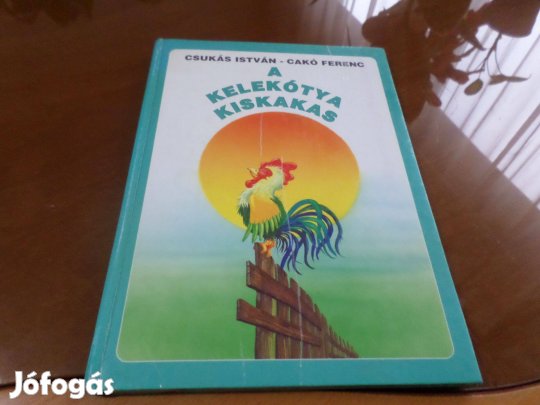 CSUKÁS ISTVÁN - CAKÓ FERENC
A
KELEKÓTYA
KISKAKAS
Jófogás